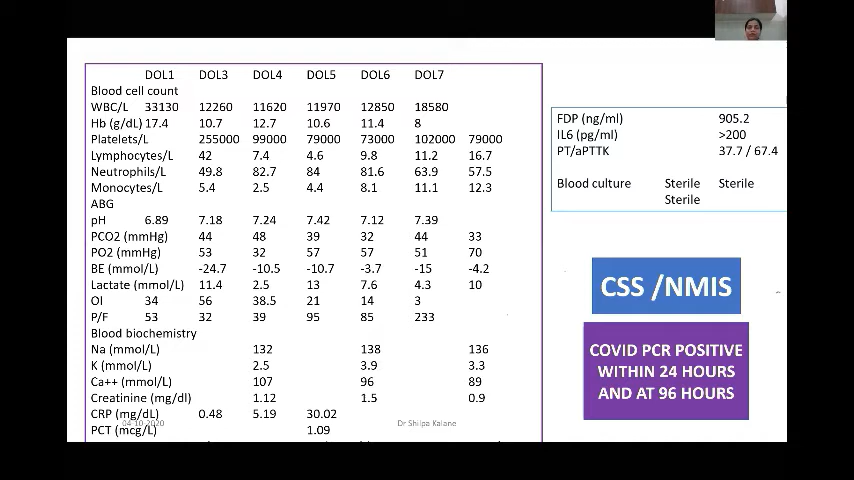 DOL1 DOL3 DOL4 DOL5 DOL6 DOL7
Blood cell count
WBC/L 33130 12260 11620 11970 12850 18580
Hb (g/dL) 17.4 10.7 12.7 10.6 11.4 8
Platelets/L 255000 99000 79000 73000 102000 79000
Lymphocytes/L 42 7.4 4.6 9.8 11.2 16.7
Neutrophils/L 49.8 82.7 84 81.6 63.9 57.5
Monocytes/L 5.4 2.5 4.4 8.1 11.1 12.3
ABG
pH 6.89 7.18 7.24 7.42 7.12 7.39
PCO2 (mmHg) 44 48 39 32 44 33
PO2 (mmHg) 53 32 57 57 51 70
BE (mmol/L) -24.7 -10.5 -10.7 -3.7 -15 -4.2
Lactate (mmol/L) 11.4 2.5 13 7.6 4.3 10
OI 34 56 38.5 21 14 3
P/F 53 32 39 95 85 233
Blood biochemistry
Na (mmol/L) 132 138 136
K (mmol/L) 2.5 3.9 3.3
Ca++ (mmol/L) 107 96 89
Creatinine (mg/dl) 1.12 1.5 0.9
CRP (mg/dL) 0.48 5.19 30.02
PCT (mcg/L) 1.09
04-10-2020
Dr Shilpa Kalane
FDP (ng/ml) 905.2
IL6 (pg/ml) >200
PT/aPTTK 37.7 / 67.4
Blood culture Sterile Sterile
Sterile
CSS /NMIS
COVID PCR POSITIVE
WITHIN 24 HOURS
AND AT 96 HOURS